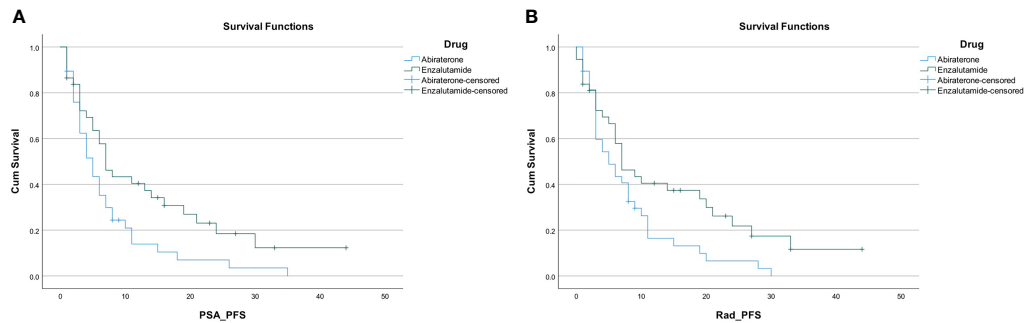 A
Survival Functions
Drug
Abiraterone
Enzalutamide
Abiraterone-censored
Enzalutamide-censored
Cum Survival
1.0
0.8
0.6
0.4
0.2
0.0
0 10 20 30 40 50
PSA_PFS
B
Survival Functions
Drug
Abiraterone
Enzalutamide
Abiraterone-censored
Enzalutamide-censored
Cum Survival
1.0
0.8
0.6
0.4
0.2
0.0
0 10 20 30 40 50
Rad_PFS